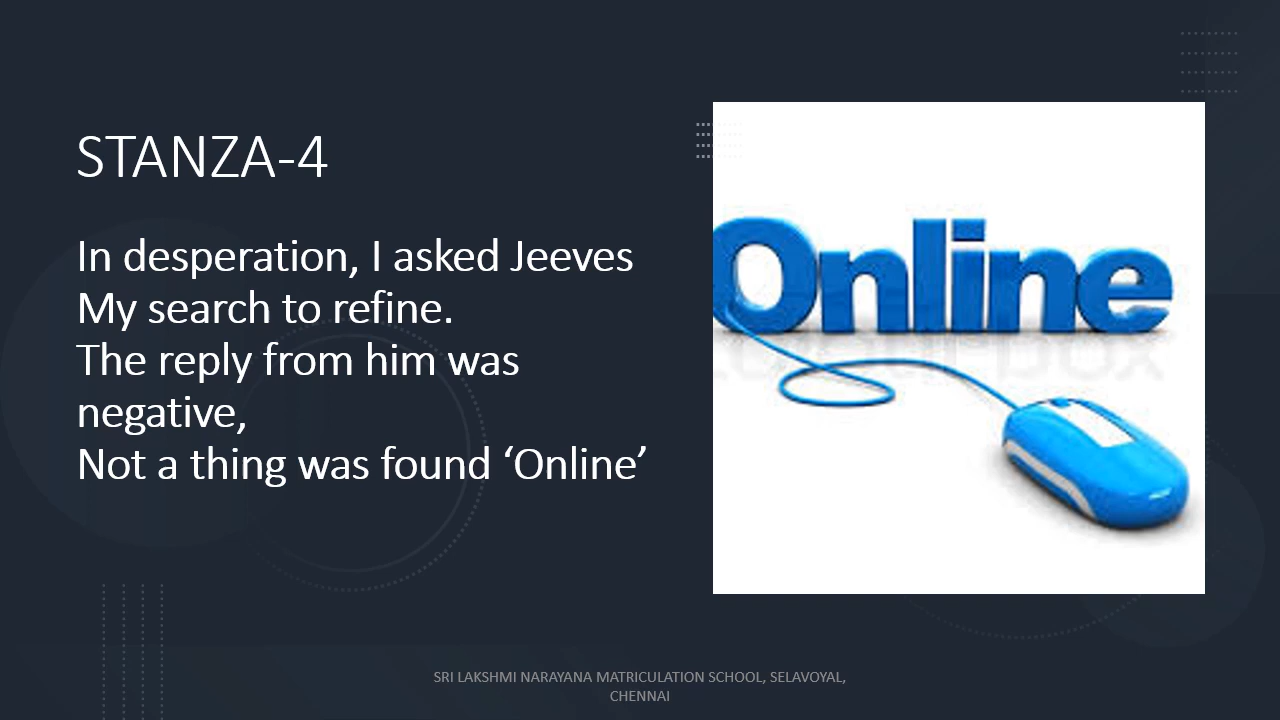 STANZA-4
In desperation, I asked Jeeves
My search to refine.
The reply from him was
negative,
Not a thing was found ‘Online’
Online
SRI LAKSHMI NARAYANA MATRICULATION SCHOOL, SELAVOYAL,
CHENNAI